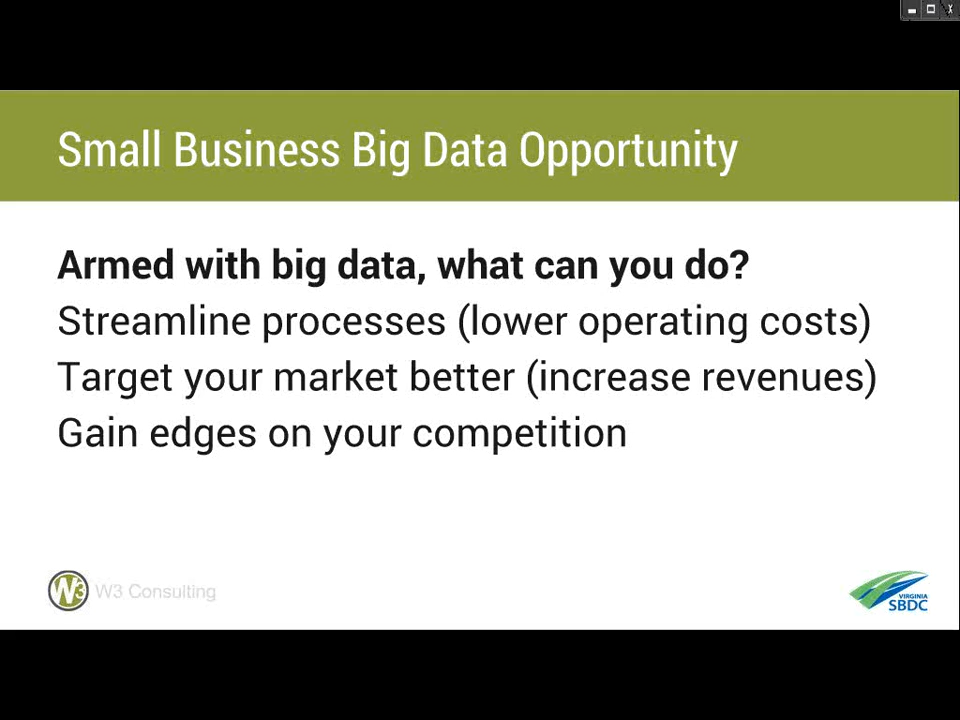 Small Business Big Data Opportunity
Armed with big data, what can you do?
Streamline processes (lower operating costs)
Target your market better (increase revenues)
Gain edges on your competition
W3 W3 Consulting
VIRGINIA
SBDC